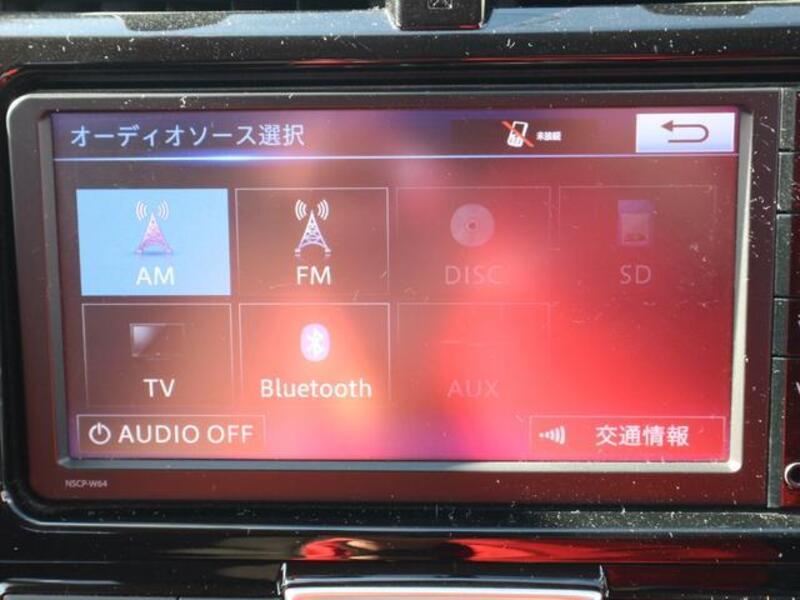 オーディオソース選択
未接続
AM
FM
DISC
SD
TV
Bluetooth
AUX
AUDIO OFF
交通情報
NSCP-W64